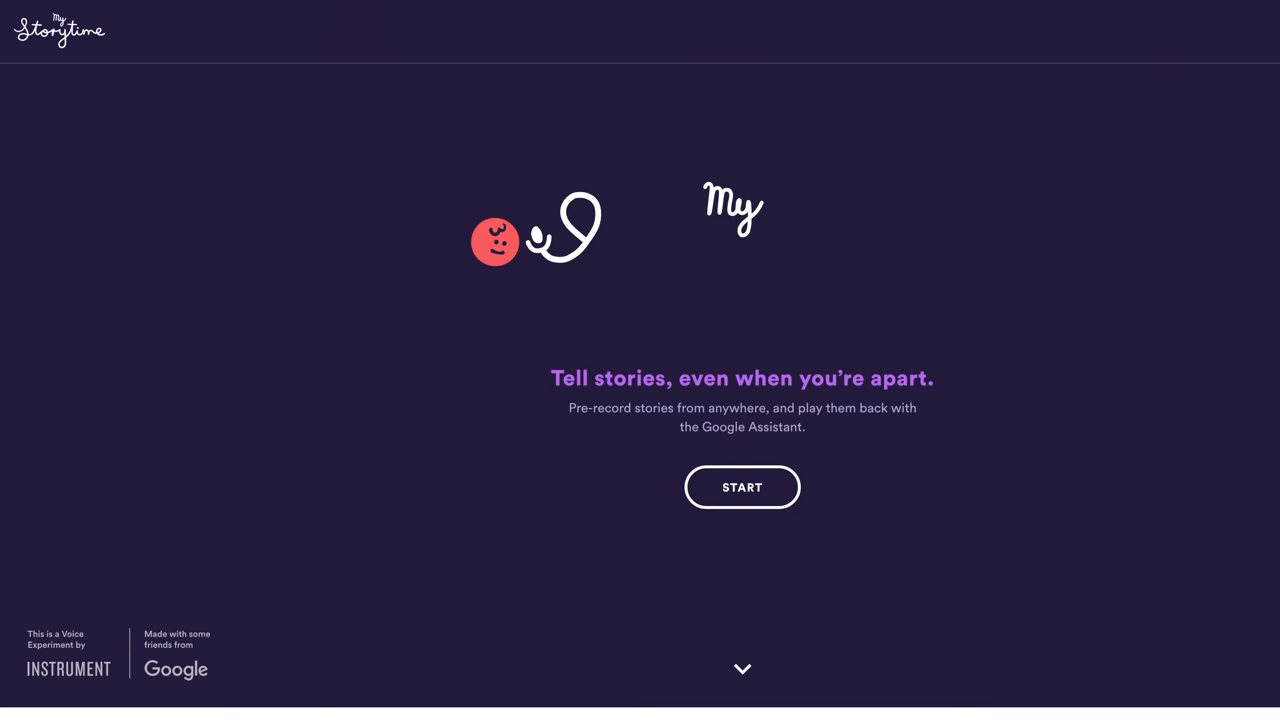 My
Storytime
My
Tell stories, even when you’re apart.
Pre-record stories from anywhere, and play them back with
the Google Assistant.
START
This is a Voice
Experiment by
INSTRUMENT
Made with some
friends from
Google